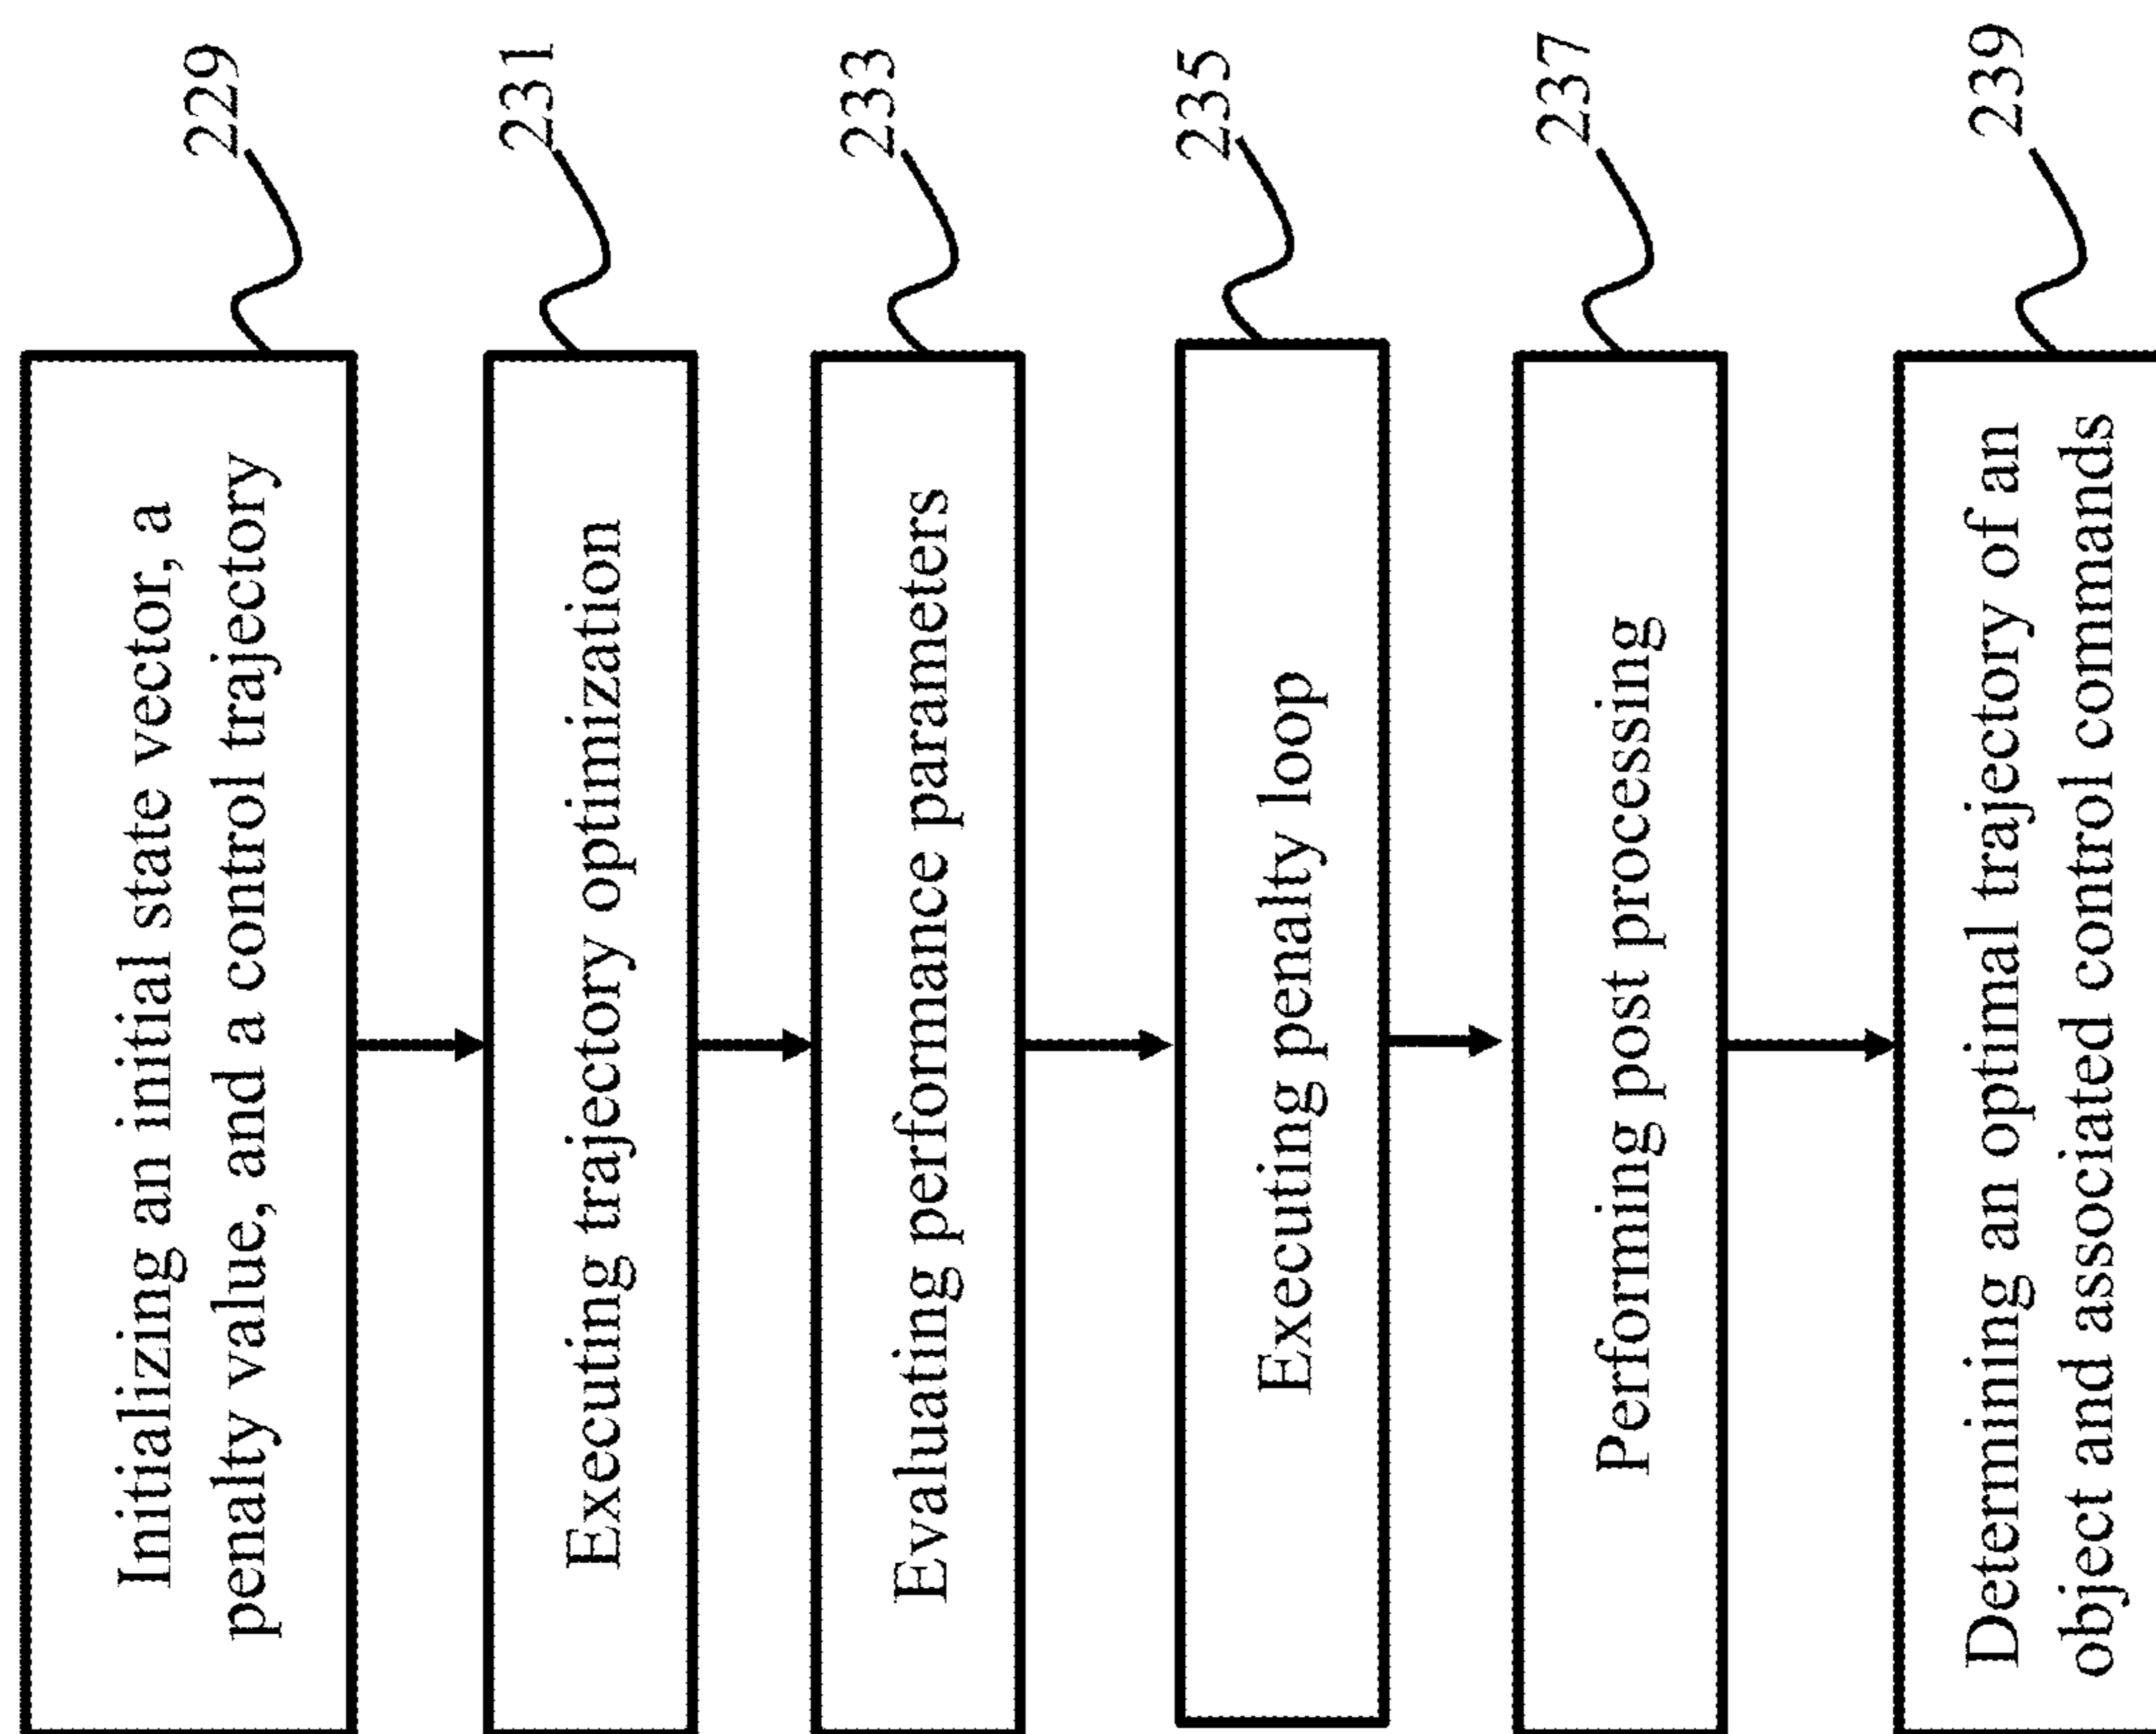 Initializing an initial state vector, a
penalty value, and a control trajectory
229
Executing trajectory optimization
231
Evaluating performance parameters
233
Executing penalty loop
235
Performing post processing
237
Determining an optimal trajectory of an
object and associated control commands
239